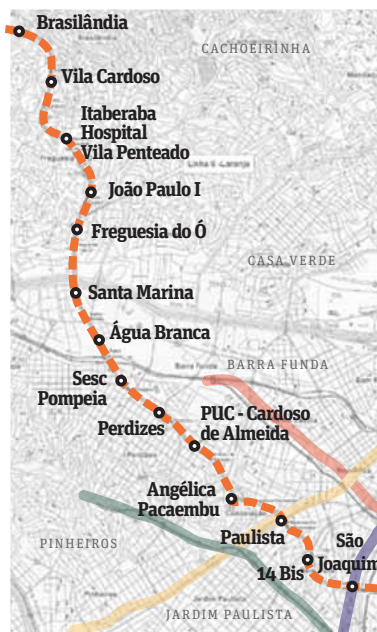 Brasilândia
CACHOEIRINHA
Vila Cardoso
Itaberaba
Hospital
Vila Penteado
João Paulo I
Freguesia do Ó
CASA VERDE
Santa Marina
Água Branca
BARRA FUNDA
Sesc
Pompeia
PUC - Cardoso
de Almeida
Perdizes
Angélica
Pacaembu
Paulista
São
Joaquim
PINHEIROS
14 Bis
JARDIM PAULISTA